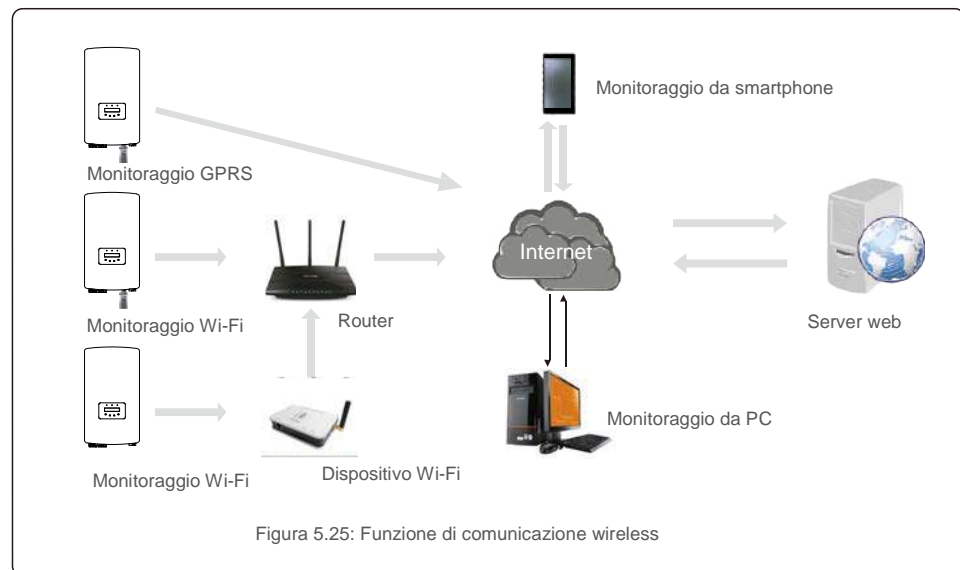 Monitoraggio da smartphone
Monitoraggio GPRS
Internet
Monitoraggio Wi-Fi
Router
Server web
Monitoraggio da PC
Monitoraggio Wi-Fi
Dispositivo Wi-Fi
Figura 5.25: Funzione di comunicazione wireless